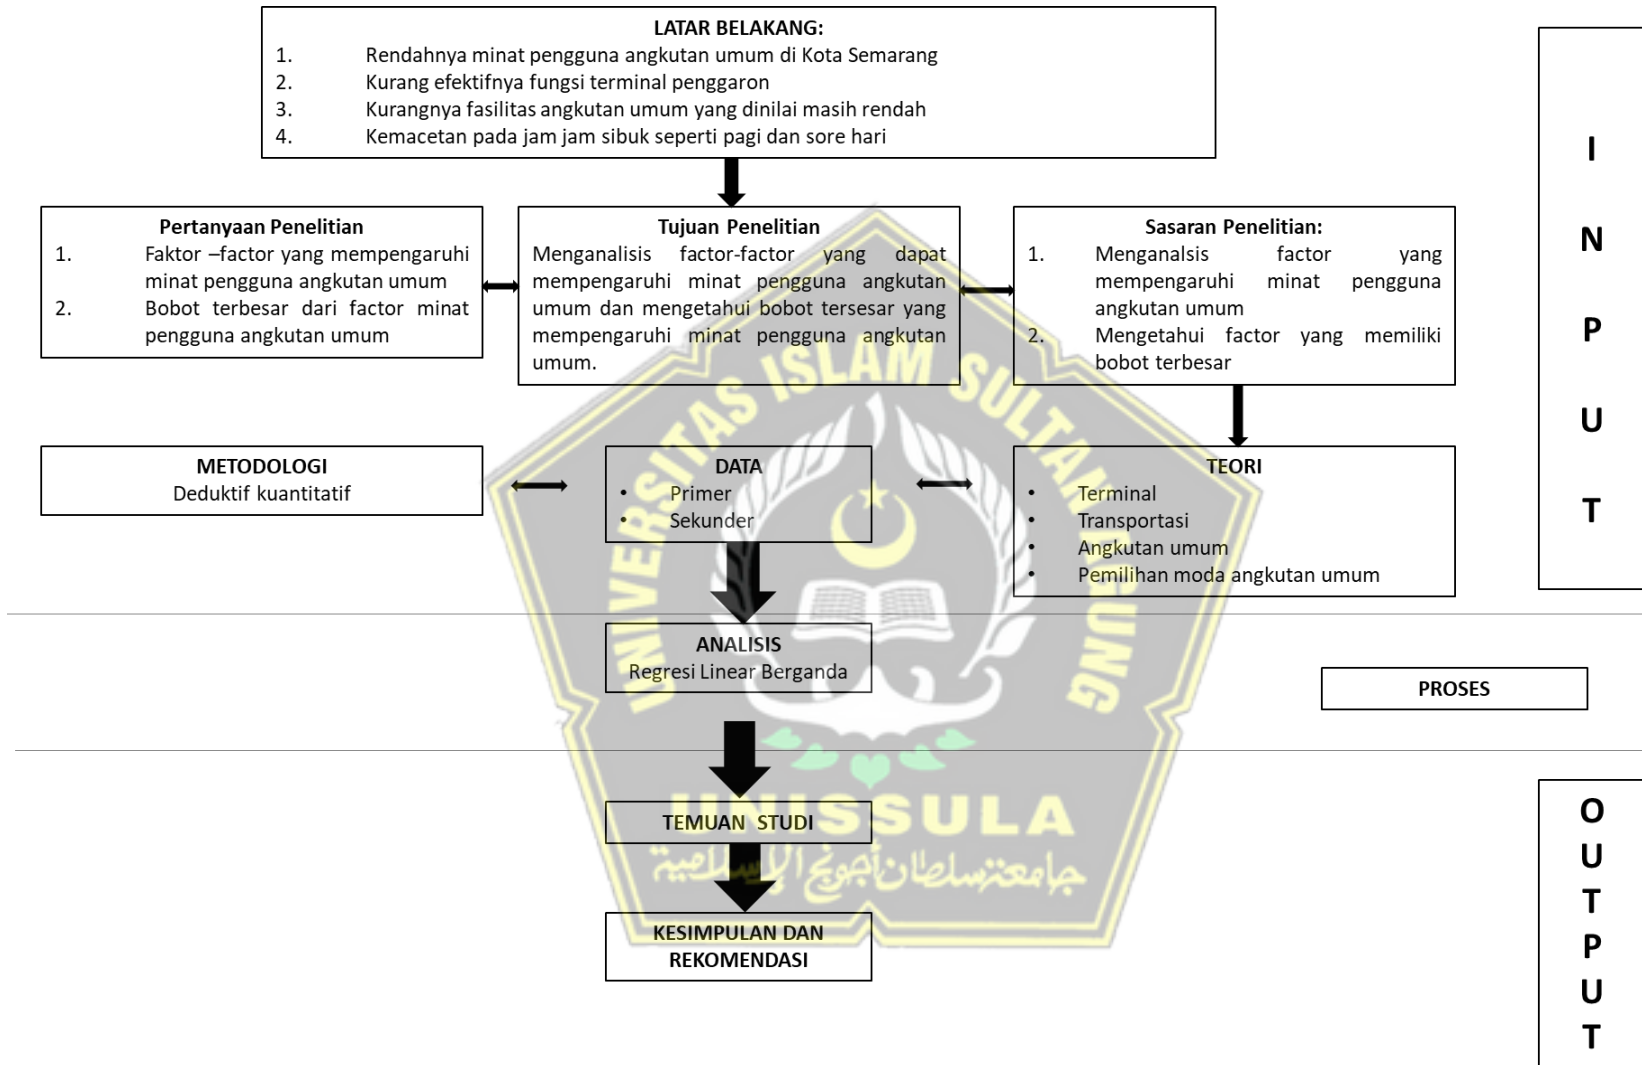 LATAR BELAKANG:
1. Rendahnya minat pengguna angkutan umum di Kota Semarang
2. Kurang efektifnya fungsi terminal penggaron
3. Kurangnya fasilitas angkutan umum yang dinilai masih rendah
4. Kemacetan pada jam jam sibuk seperti pagi dan sore hari
Pertanyaan Penelitian
1. Faktor –factor yang mempengaruhi
minat pengguna angkutan umum
2. Bobot terbesar dari factor minat
pengguna angkutan umum
Tujuan Penelitian
Menganalisis factor-factor yang dapat
mempengaruhi minat pengguna angkutan
umum dan mengetahui bobot tersesar yang
mempengaruhi minat pengguna angkutan
umum.
Sasaran Penelitian:
1. Menganalsis factor yang
mempengaruhi minat pengguna
angkutan umum
2. Mengetahui factor yang memiliki
bobot terbesar
METODOLOGI
Deduktif kuantitatif
DATA
• Primer
• Sekunder
TEORI
• Terminal
• Transportasi
• Angkutan umum
• Pemilihan moda angkutan umum
INPUT
ANALISIS
Regresi Linear Berganda
PROSES
TEMUAN STUDI
KESIMPULAN DAN
REKOMENDASI
OUTPUT
UNIVERSITAS ISLAM SULTAN AGUNG
UNISSULA
جامعتسلطان أجونج الإسلامية